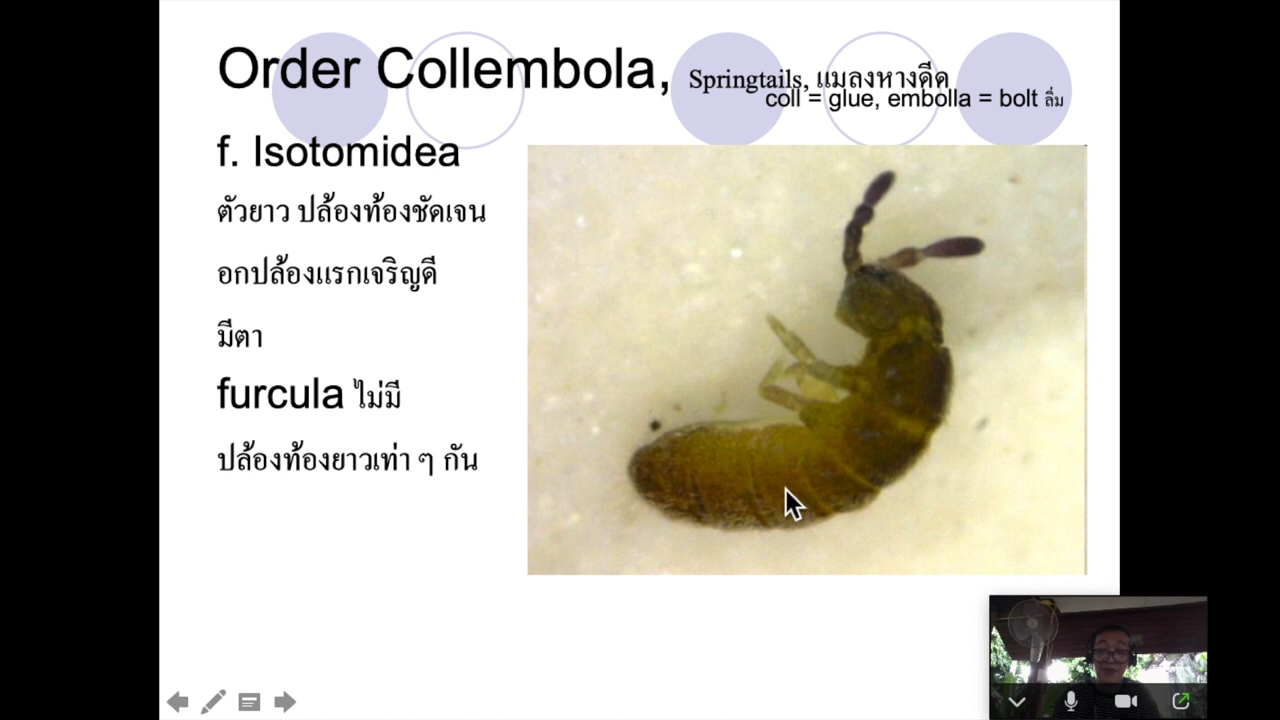 Order Collembola, Springtails, แมลงหางดีด
coll = glue, embolla = bolt ลิ่ม
f. Isotomidea
ตัวยาว ปล้องท้องชัดเจน
อกปล้องแรกเจริญดี
มีตา
furcula ไม่มี
ปล้องท้องยาวเท่า ๆ กัน